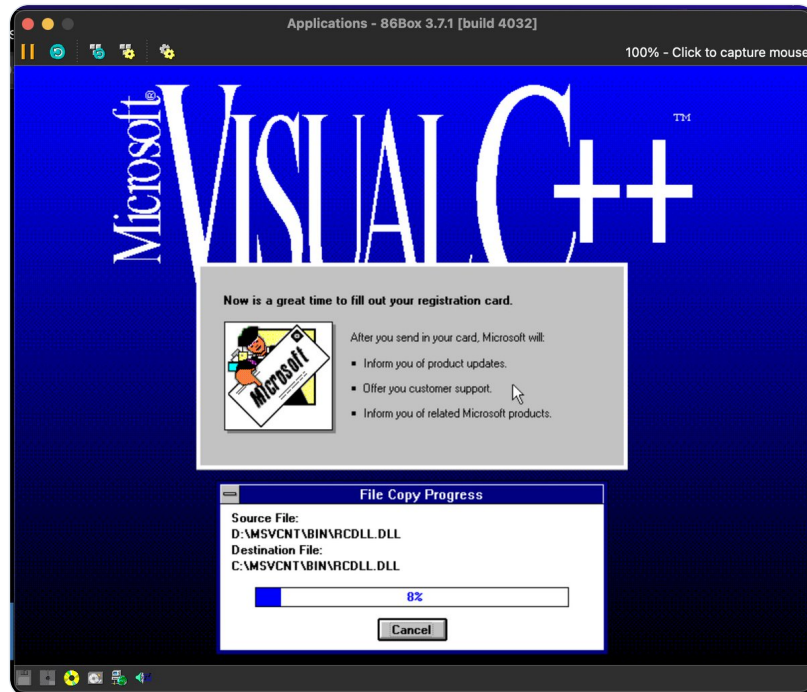 Applications - 86Box 3.7.1 [build 4032]
100% - Click to capture mouse
Microsoft®
VISUAL C++™
Now is a great time to fill out your registration card.
Microsoft
After you send in your card, Microsoft will:
▪ Inform you of product updates.
▪ Offer you customer support.
▪ Inform you of related Microsoft products.
File Copy Progress
Source File:
D:\MSVCNT\BIN\RCDLL.DLL
Destination File:
C:\MSVCNT\BIN\RCDLL.DLL
8%
Cancel